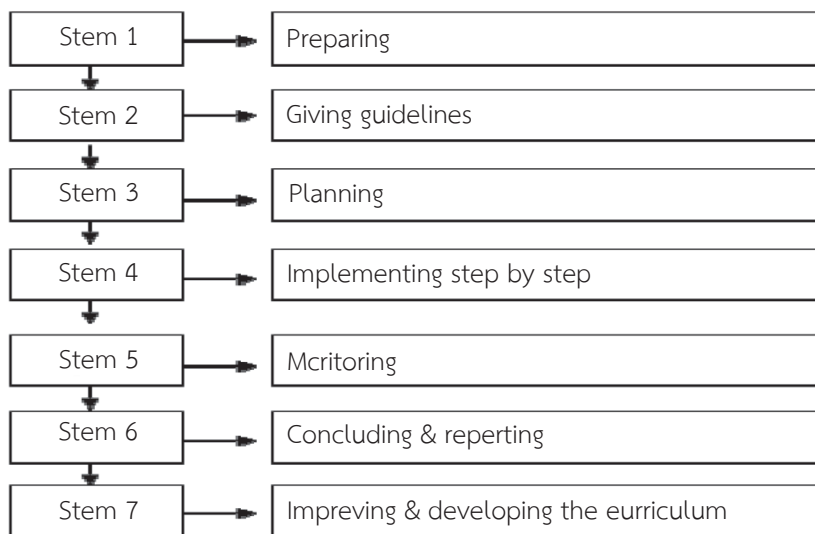 Stem 1
Preparing
Stem 2
Giving guidelines
Stem 3
Planning
Stem 4
Implementing step by step
Stem 5
Mcritoring
Stem 6
Concluding & reperting
Stem 7
Impreving & developing the eurriculum